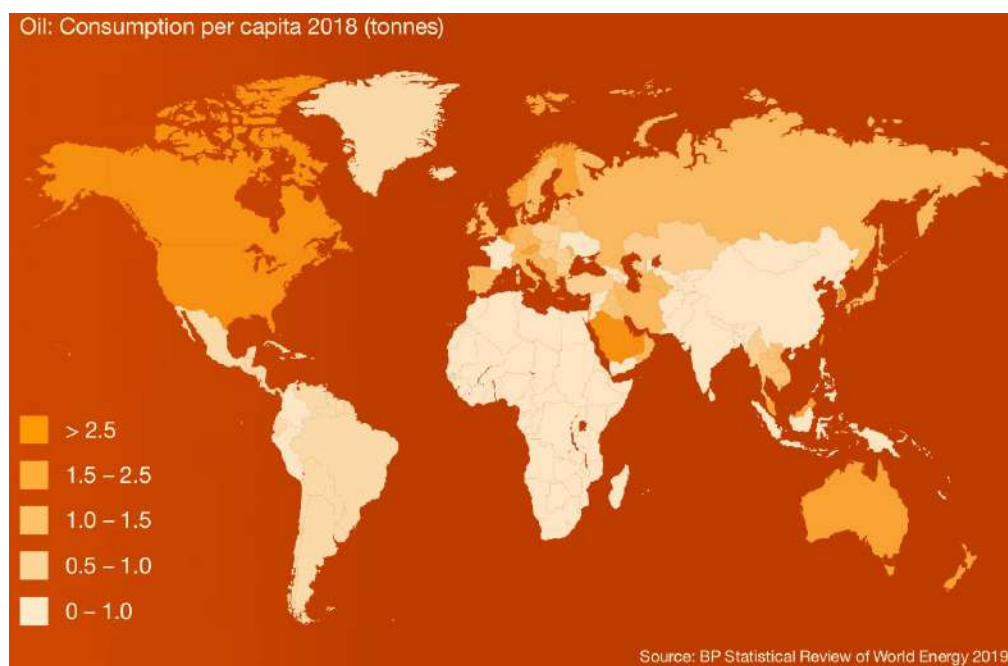 Oil: Consumption per capita 2018 (tonnes)
> 2.5
1.5 – 2.5
1.0 – 1.5
0.5 – 1.0
0 – 1.0
Source: BP Statistical Review of World Energy 2019